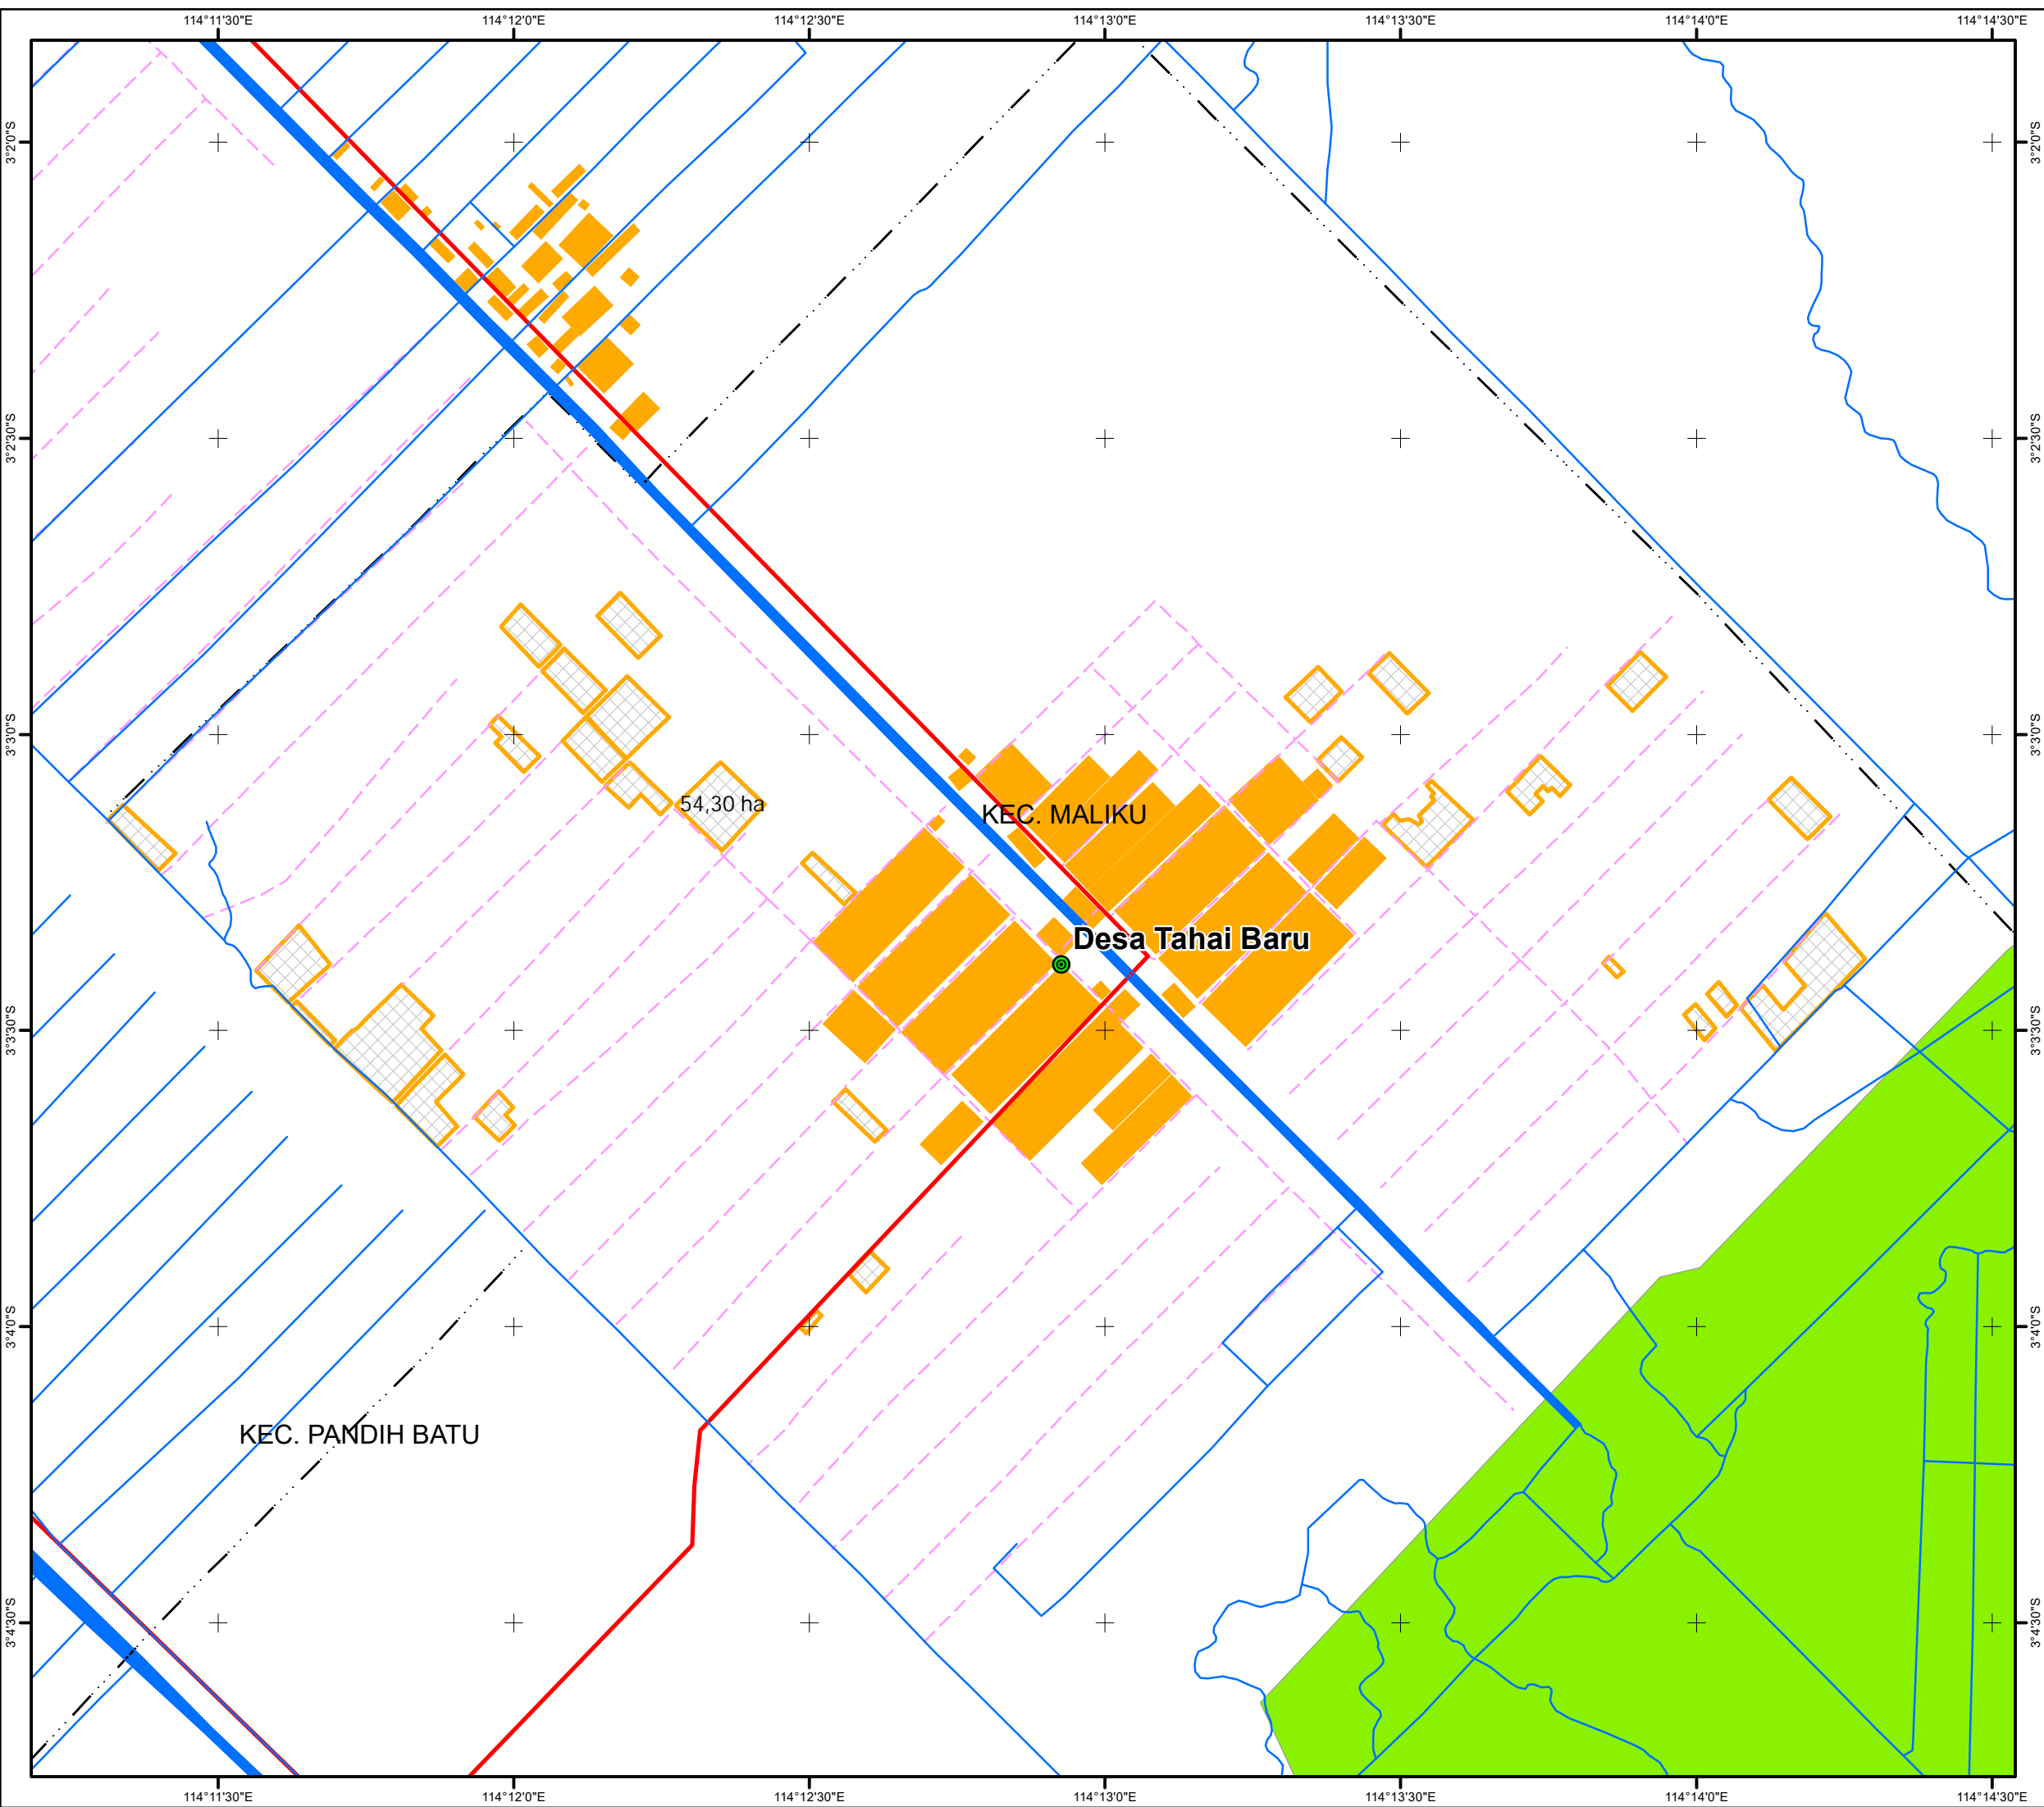 114°11'30"E 114°12'0"E 114°12'30"E 114°13'0"E 114°13'30"E 114°14'0"E 114°14'30"E
3°2'0"S 3°2'0"S
3°2'30"S 3°2'30"S
3°3'0"S 3°3'0"S
54,30 ha
KEC. MALIKU
Desa Tahai Baru
3°3'30"S 3°3'30"S
3°4'0"S 3°4'0"S
KEC. PANDIH BATU
3°4'30"S 3°4'30"S
114°11'30"E 114°12'0"E 114°12'30"E 114°13'0"E 114°13'30"E 114°14'0"E 114°14'30"E